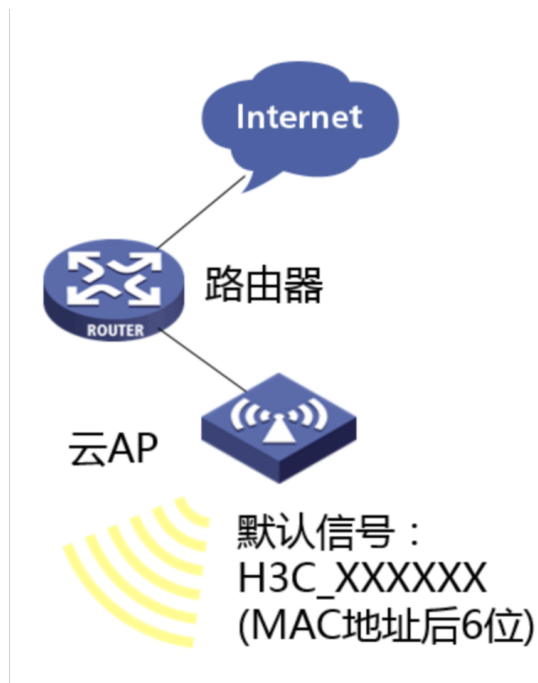 Internet
路由器
ROUTER
云AP
默认信号：
H3C_XXXXXX
(MAC地址后6位)